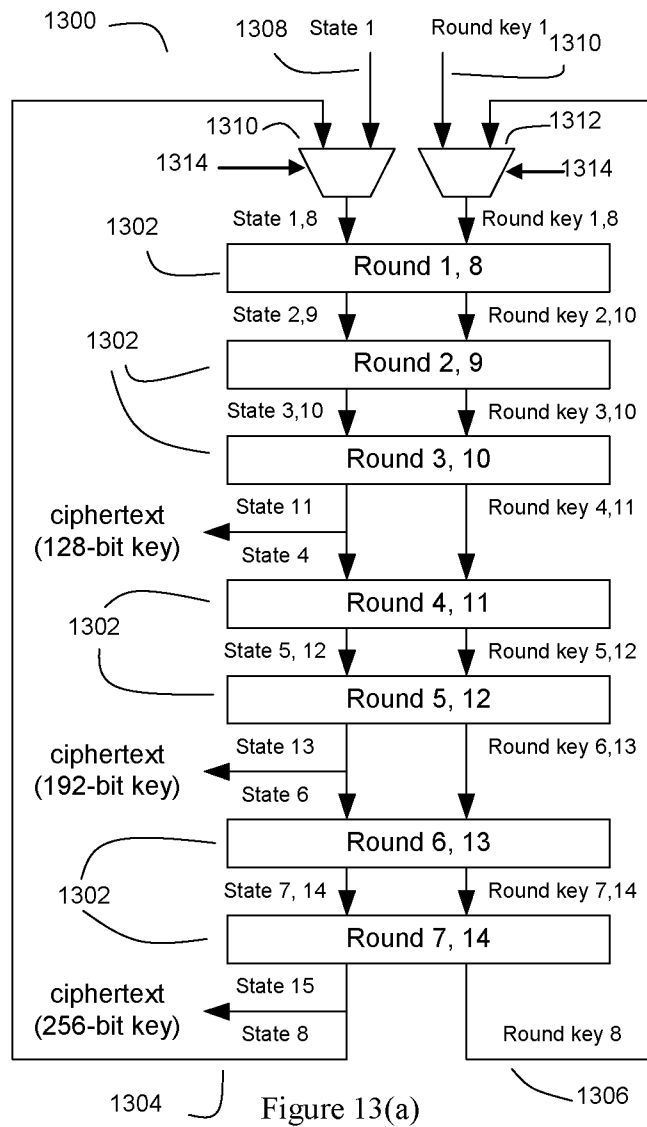 1300
1308
State 1
Round key 1
1310
1310
1312
1314
1314
State 1,8
Round key 1,8
1302
Round 1, 8
State 2,9
Round key 2,10
1302
Round 2, 9
State 3,10
Round key 3,10
Round 3, 10
State 11
Round key 4,11
ciphertext
(128-bit key)
State 4
Round 4, 11
1302
State 5, 12
Round key 5,12
Round 5, 12
State 13
Round key 6,13
ciphertext
(192-bit key)
State 6
Round 6, 13
1302
State 7, 14
Round key 7,14
Round 7, 14
State 15
ciphertext
(256-bit key)
State 8
Round key 8
1304
1306
Figure 13(a)